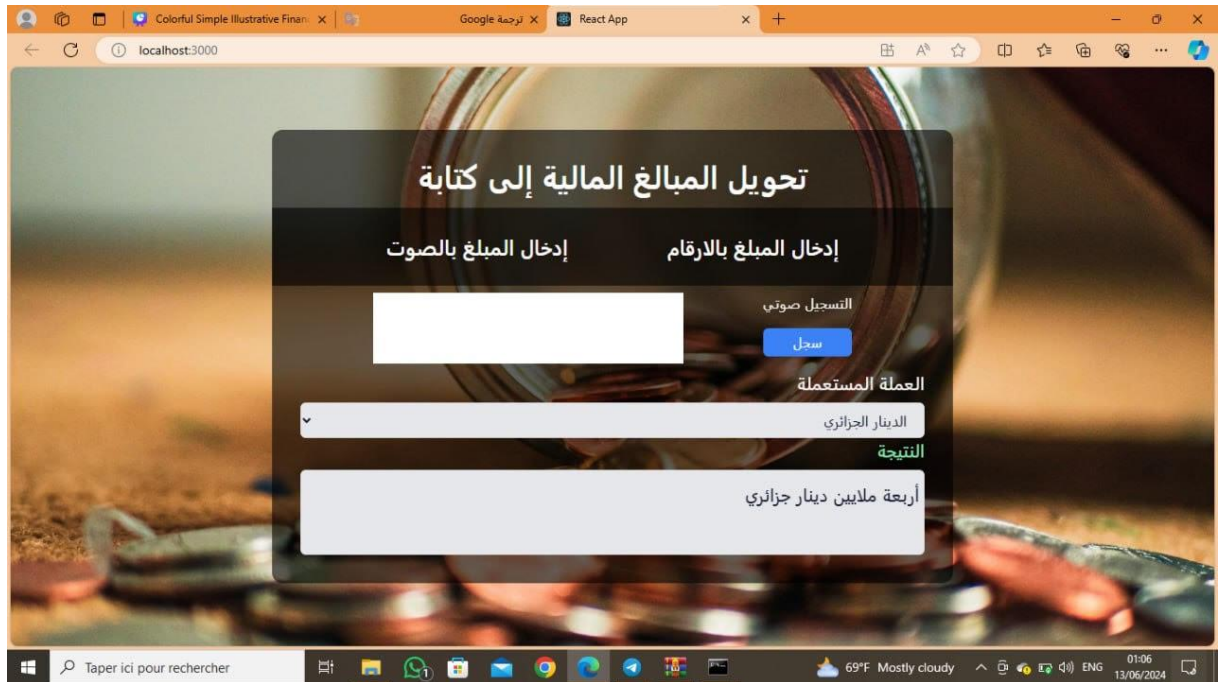 Colorful Simple Illustrative Finan
ترجمة Google
React App
localhost:3000
تحويل المبالغ المالية إلى كتابة
إدخال المبلغ بالارقام
إدخال المبلغ بالصوت
التسجيل صوتي
سجل
العملة المستعملة
الدينار الجزائري
النتيجة
أربعة ملايين دينار جزائري
Taper ici pour rechercher
1
69°F Mostly cloudy
ENG
01:06
13/06/2024